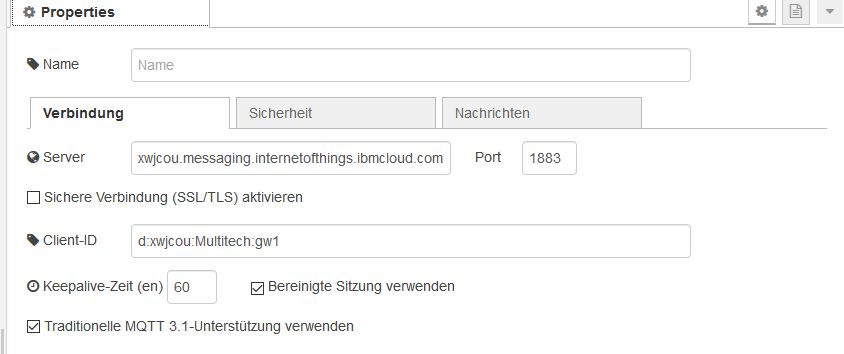 Properties
Name Name
Verbindung Sicherheit Nachrichten
Server xwjcou.messaging.internetofthings.ibmcloud.com Port 1883
Sichere Verbindung (SSL/TLS) aktivieren
Client-ID d:xwjcou:Multitech:gw1
Keepalive-Zeit (en) 60 Bereinigte Sitzung verwenden
Traditionelle MQTT 3.1-Unterstützung verwenden